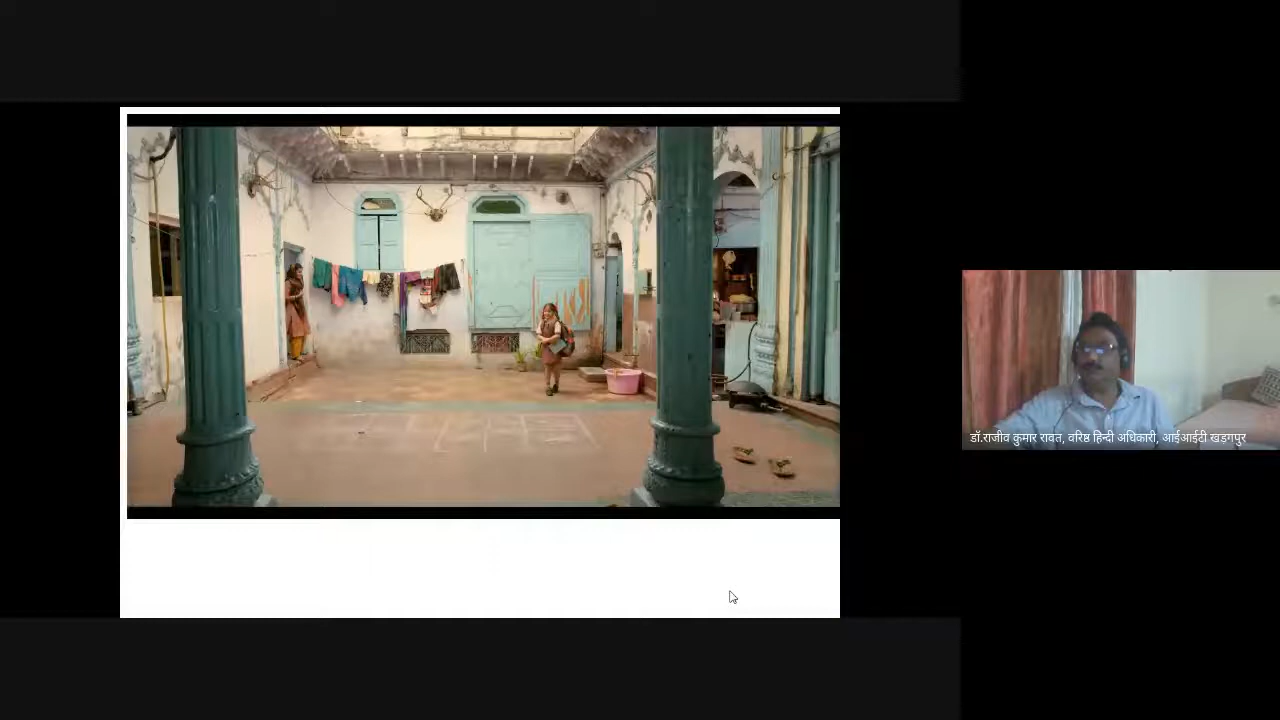 डॉ.राजीव कुमार रावत, वरिष्ठ हिन्दी अधिकारी, आईआईटी खड़गपुर